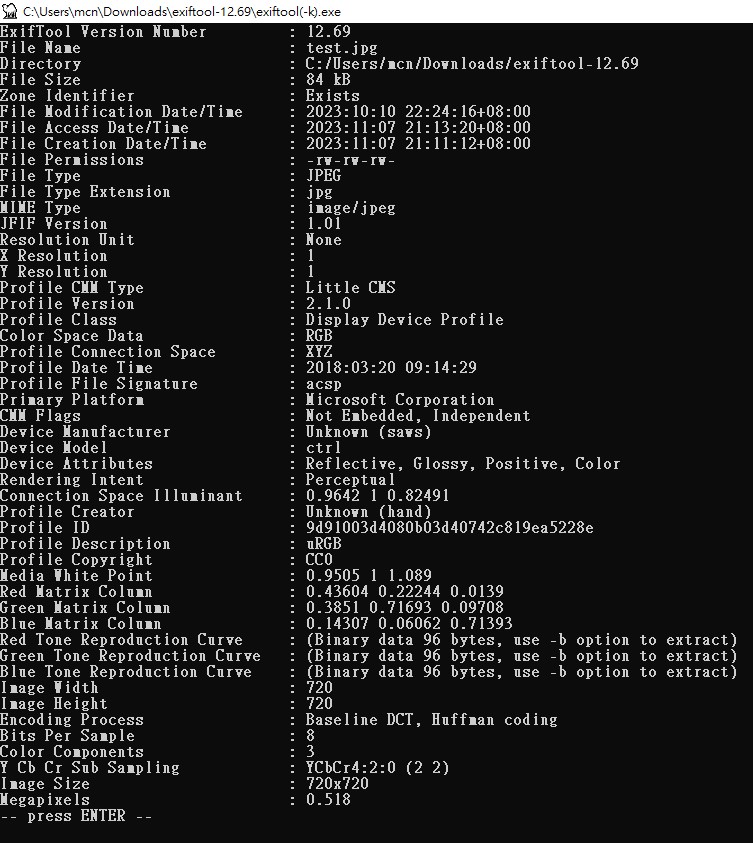 C:\Users\mcn\Downloads\exiftool-12.69\exiftool(-k).exe
ExifTool Version Number : 12.69
File Name : test.jpg
Directory : C:/Users/mcn/Downloads/exiftool-12.69
File Size : 84 kB
Zone Identifier : Exists
File Modification Date/Time : 2023:10:10 22:24:16+08:00
File Access Date/Time : 2023:11:07 21:13:20+08:00
File Creation Date/Time : 2023:11:07 21:11:12+08:00
File Permissions : -rw-rw-rw-
File Type : JPEG
File Type Extension : jpg
MIME Type : image/jpeg
JFIF Version : 1.01
Resolution Unit : None
X Resolution : 1
Y Resolution : 1
Profile CMM Type : Little CMS
Profile Version : 2.1.0
Profile Class : Display Device Profile
Color Space Data : RGB
Profile Connection Space : XYZ
Profile Date Time : 2018:03:20 09:14:29
Profile File Signature : acsp
Primary Platform : Microsoft Corporation
CMM Flags : Not Embedded, Independent
Device Manufacturer : Unknown (saws)
Device Model : ctrl
Device Attributes : Reflective, Glossy, Positive, Color
Rendering Intent : Perceptual
Connection Space Illuminant : 0.9642 1 0.82491
Profile Creator : Unknown (hand)
Profile ID : 9d91003d4080b03d40742c819ea5228e
Profile Description : uRGB
Profile Copyright : CC0
Media White Point : 0.9505 1 1.089
Red Matrix Column : 0.43604 0.22244 0.0139
Green Matrix Column : 0.3851 0.71693 0.09708
Blue Matrix Column : 0.14307 0.06062 0.71393
Red Tone Reproduction Curve : (Binary data 96 bytes, use -b option to extract)
Green Tone Reproduction Curve : (Binary data 96 bytes, use -b option to extract)
Blue Tone Reproduction Curve : (Binary data 96 bytes, use -b option to extract)
Image Width : 720
Image Height : 720
Encoding Process : Baseline DCT, Huffman coding
Bits Per Sample : 8
Color Components : 3
Y Cb Cr Sub Sampling : YCbCr4:2:0 (2 2)
Image Size : 720x720
Megapixels : 0.518
-- press ENTER --